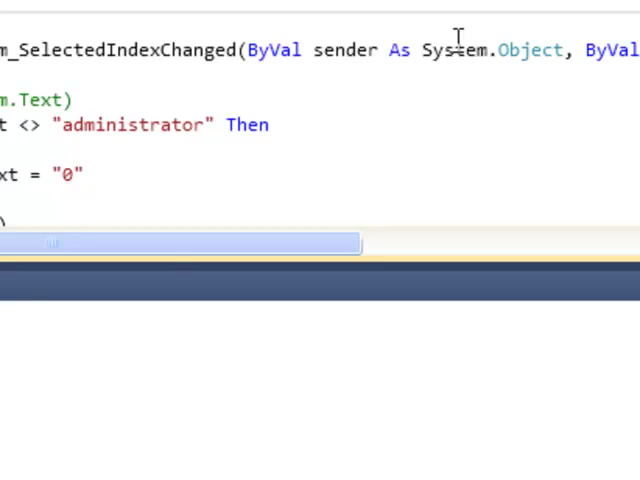 m_SelectedIndexChanged(ByVal sender As System.Object, ByVal
m.Text)
t <> "administrator" Then
xt = "0"
)